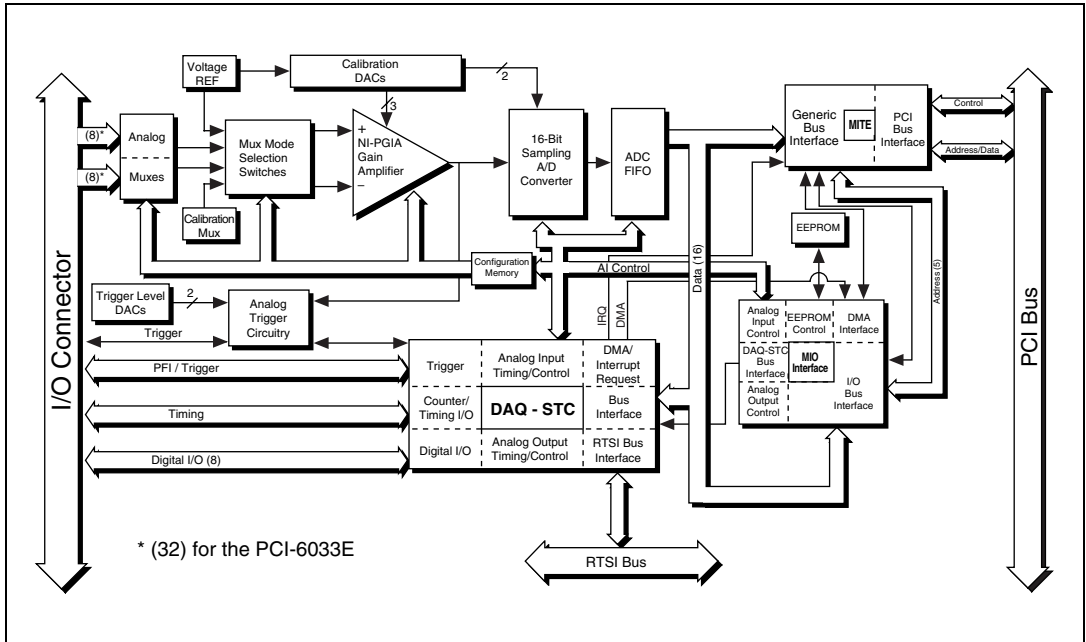 Voltage
REF
Calibration
DACs
2
3
(8)*
(8)*
Analog
Muxes
Mux Mode
Selection
Switches
Calibration
Mux
+
NI-PGIA
Gain
Amplifier
–
16-Bit
Sampling
A/D
Converter
ADC
FIFO
Generic
Bus
Interface
MITE
PCI
Bus
Interface
Control
Address/Data
EEPROM
Configuration
Memory
AI Control
IRQ
DMA
Data (16)
Address (5)
I/O Connector
PCI Bus
Trigger Level
DACs
2
Analog
Trigger
Circuitry
Trigger
PFI / Trigger
Timing
Digital I/O (8)
Trigger
Analog Input
Timing/Control
DMA/
Interrupt
Request
Counter/
Timing I/O
DAQ - STC
Bus
Interface
Digital I/O
Analog Output
Timing/Control
RTSI Bus
Interface
Analog
Input
Control
EEPROM
Control
DMA
Interface
DAQ-STC
Bus
Interface
MIO
Interface
Analog
Output
Control
I/O
Bus
Interface
RTSI Bus
* (32) for the PCI-6033E